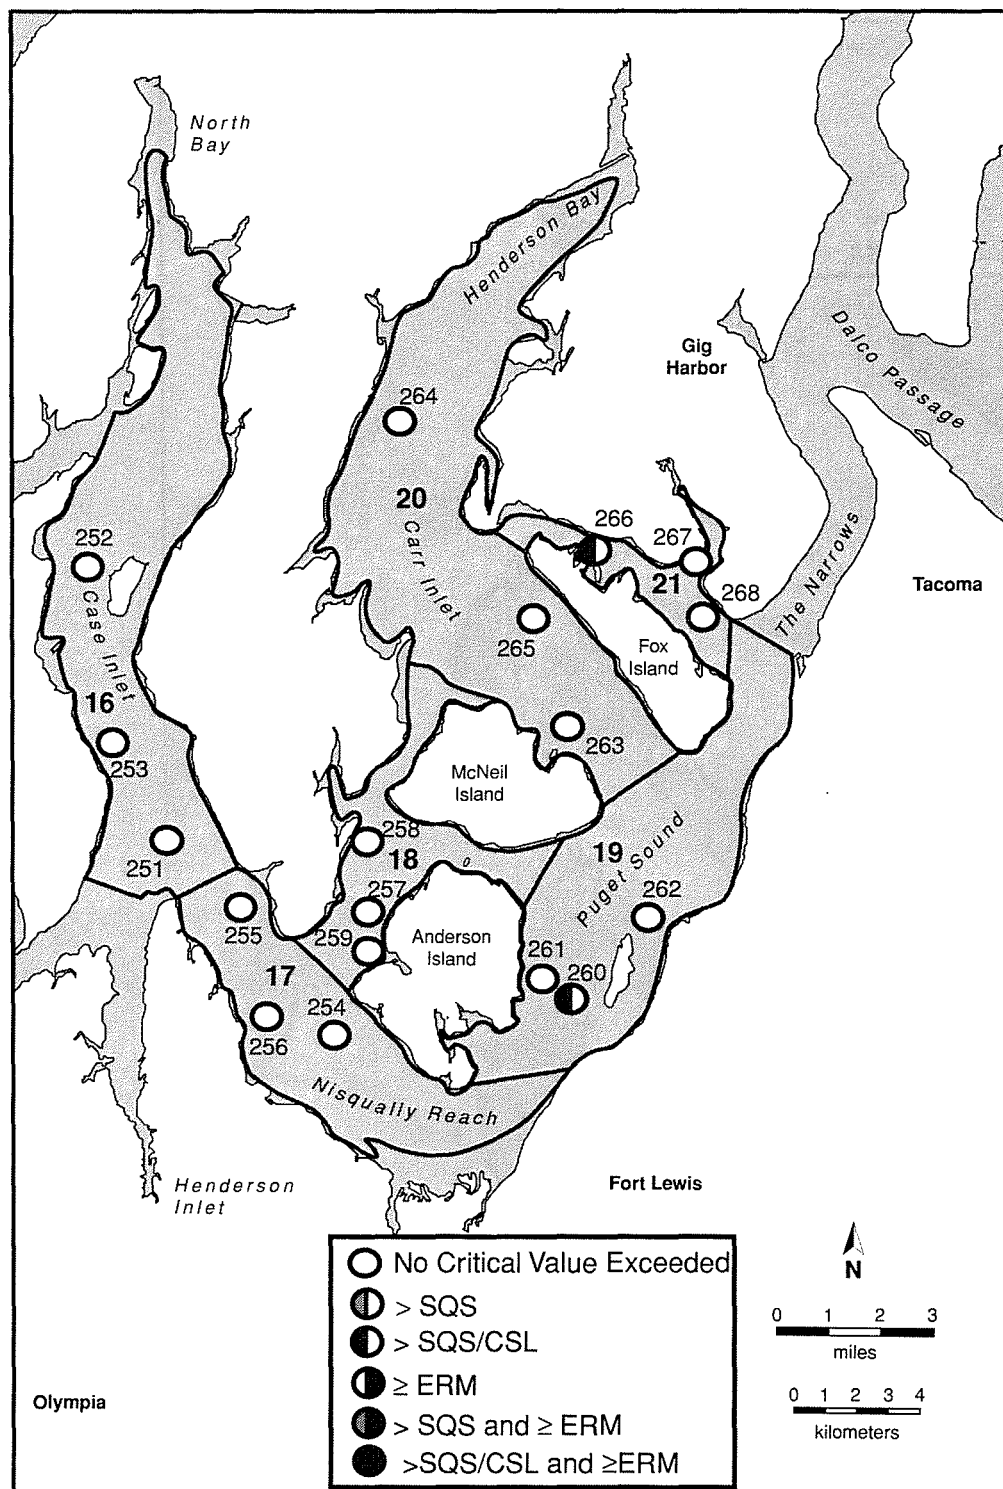 North
Bay
Henderson Bay
Dalco Passage
Gig
Harbor
264
20
Carr Inlet
266
267
252
21
268
The Narrows
Tacoma
Case Inlet
265
Fox
Island
16
263
253
McNeil
Island
258
19
Puget Sound
251
18
257
262
255
259
Anderson
Island
261
260
17
254
256
Nisqually Reach
Henderson
Inlet
Fort Lewis
No Critical Value Exceeded
> SQS
> SQS/CSL
≥ ERM
> SQS and ≥ ERM
>SQS/CSL and ≥ERM
N
0 1 2 3
miles
0 1 2 3 4
kilometers
Olympia